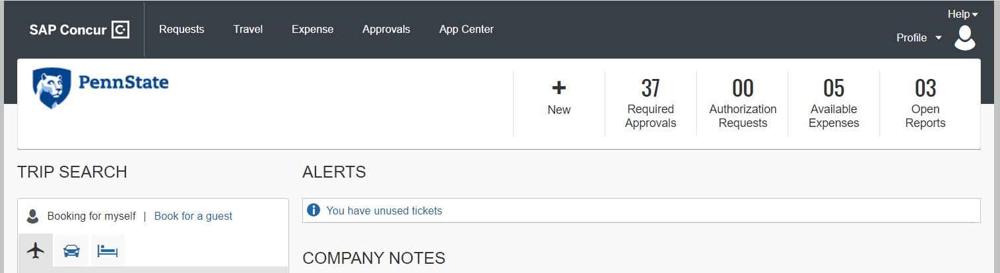 Help
SAP Concur C.
Requests
Travel
Expense
Approvals
App Center
Profile
PennState
+
New
37
Required
Approvals
00
Authorization
Requests
05
Available
Expenses
03
Open
Reports
TRIP SEARCH
Booking for myself | Book for a guest
ALERTS
You have unused tickets
COMPANY NOTES